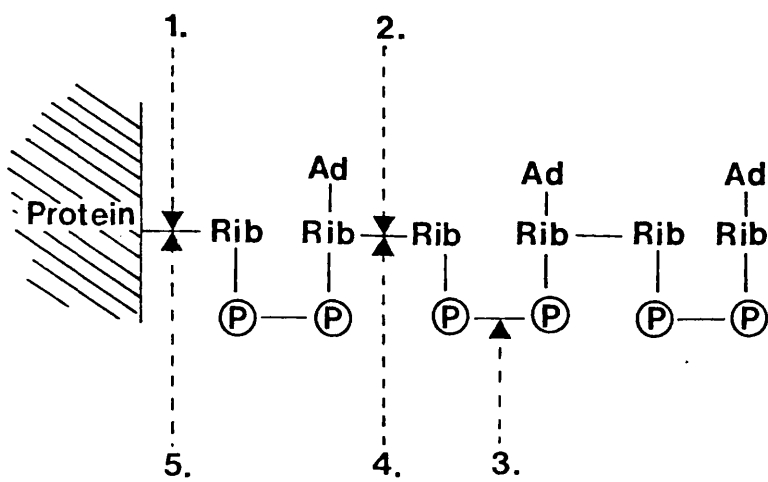 1. 2.
Ad Ad Ad
Protein Rib Rib Rib Rib Rib Rib
P P P P P P
5. 4. 3.